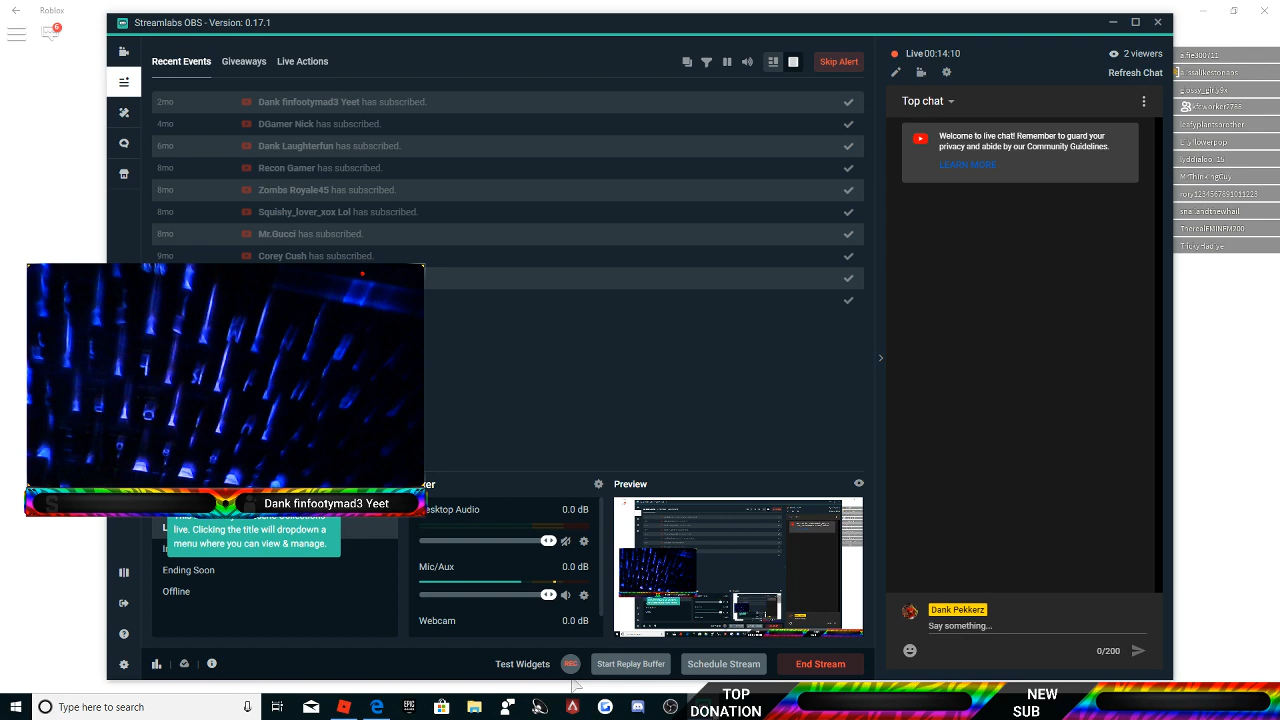 Roblox
6
Streamlabs OBS - Version: 0.17.1
Recent Events
Giveaways
Live Actions
Skip Alert
2mo Dank finfootymad3 Yeet has subscribed.
4mo DGamer Nick has subscribed.
6mo Dank Laughterfun has subscribed.
8mo Recon Gamer has subscribed.
8mo Zombs Royale45 has subscribed.
8mo Squishy_lover_xox Lol has subscribed.
8mo Mr.Gucci has subscribed.
9mo Corey Cush has subscribed.
Live 00:14:10
2 viewers
Refresh Chat
Top chat
Welcome to live chat! Remember to guard your
privacy and abide by our Community Guidelines.
LEARN MORE
leafyplantsbrother
MrThinkingGuy
rory1234567891011223
Dank finfootymad3 Yeet
live. Clicking the title will dropdown a
menu where you can view & manage.
Ending Soon
Offline
Audio
0.0 dB
Mic/Aux
0.0 dB
Webcam
0.0 dB
Preview
Dank Pekkerz
Say something...
0/200
Test Widgets
REC
Start Replay Buffer
Schedule Stream
End Stream
Type here to search
TOP
DONATION
NEW
SUB